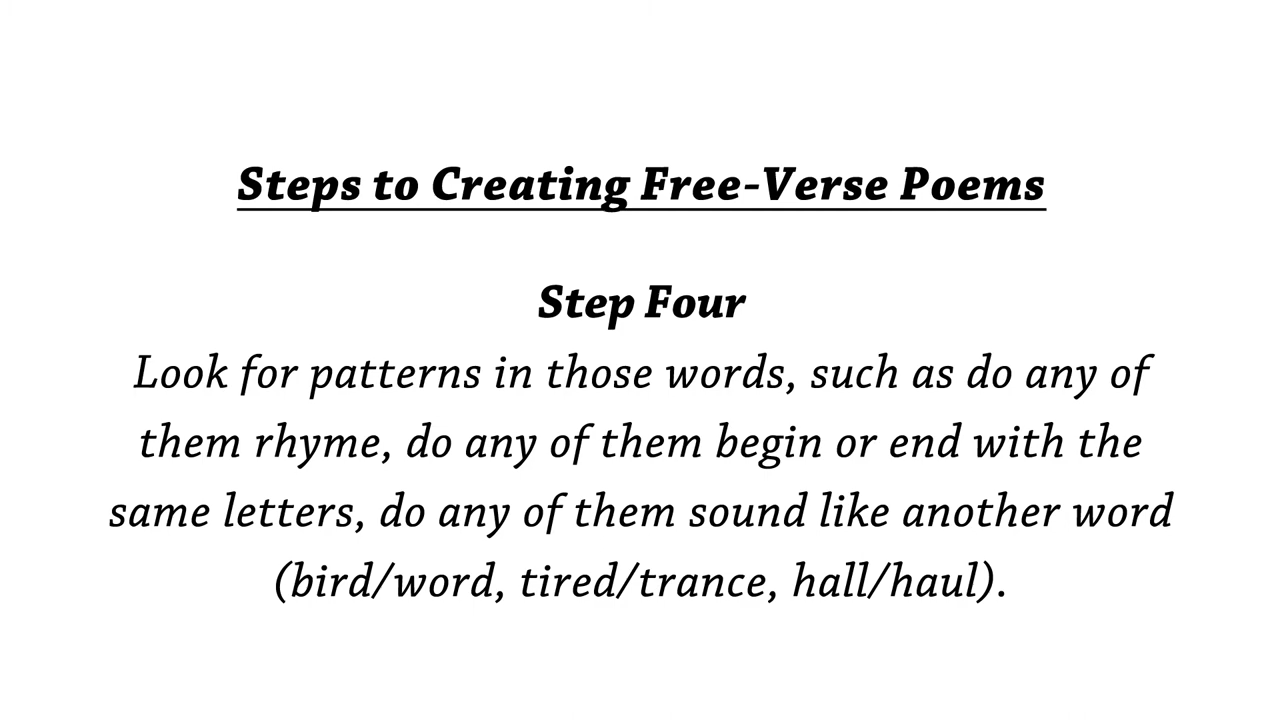 Steps to Creating Free-Verse Poems
Step Four
Look for patterns in those words, such as do any of
them rhyme, do any of them begin or end with the
same letters, do any of them sound like another word
(bird/word, tired/trance, hall/haul).